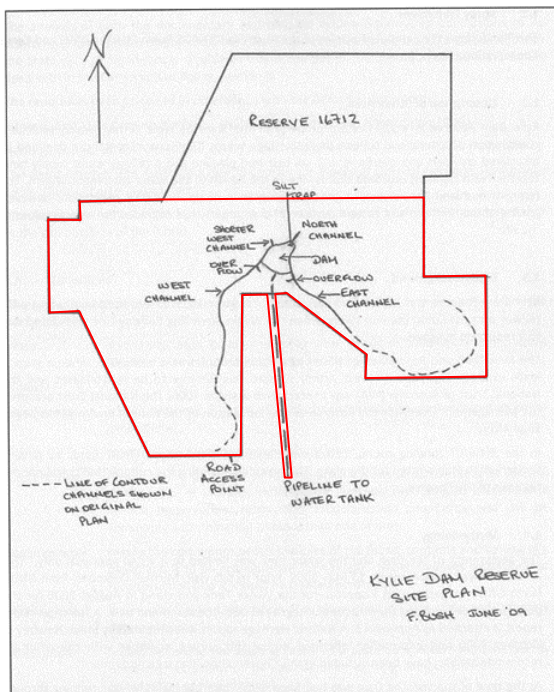 N
RESERVE 16712
SILT
TRAP
SHORTER
WEST
CHANNEL
NORTH
CHANNEL
DAM
OVER
FLOW
OVERFLOW
WEST
CHANNEL
EAST
CHANNEL
ROAD
ACCESS
POINT
PIPELINE TO
WATER TANK
LINE OF CONTOUR
CHANNELS SHOWN
ON ORIGINAL
PLAN
KYLIE DAM RESERVE
SITE PLAN
F. BUSH JUNE '09